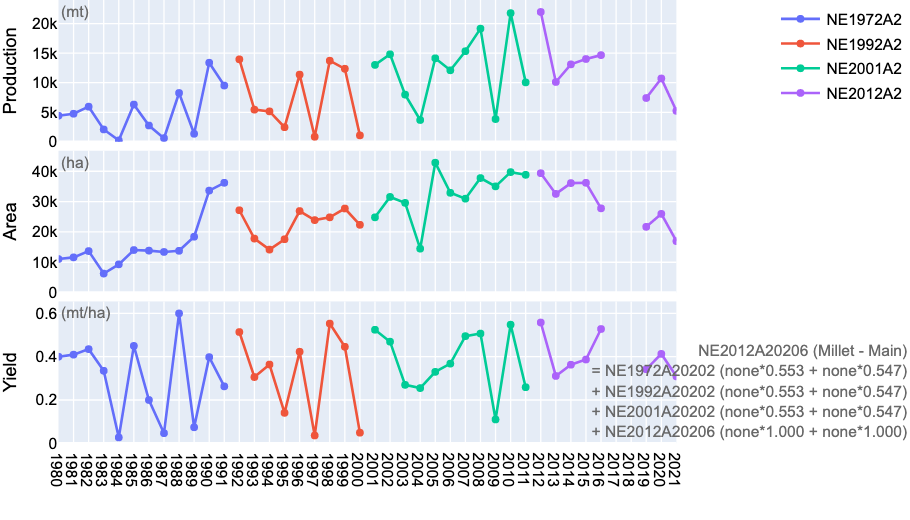 (mt)
Production
20k
15k
10k
5k
0
NE1972A2
NE1992A2
NE2001A2
NE2012A2
(ha)
Area
40k
30k
20k
10k
0
(mt/ha)
Yield
0.6
0.4
0.2
0
NE2012A20206 (Millet - Main)
= NE1972A20202 (none*0.553 + none*0.547)
+ NE1992A20202 (none*0.553 + none*0.547)
+ NE2001A20202 (none*0.553 + none*0.547)
+ NE2012A20206 (none*1.000 + none*1.000)
1980
1981
1982
1983
1984
1985
1986
1987
1988
1989
1990
1991
1992
1993
1994
1995
1996
1997
1998
1999
2000
2001
2002
2003
2004
2005
2006
2007
2008
2009
2010
2011
2012
2013
2014
2015
2016
2017
2018
2019
2020
2021